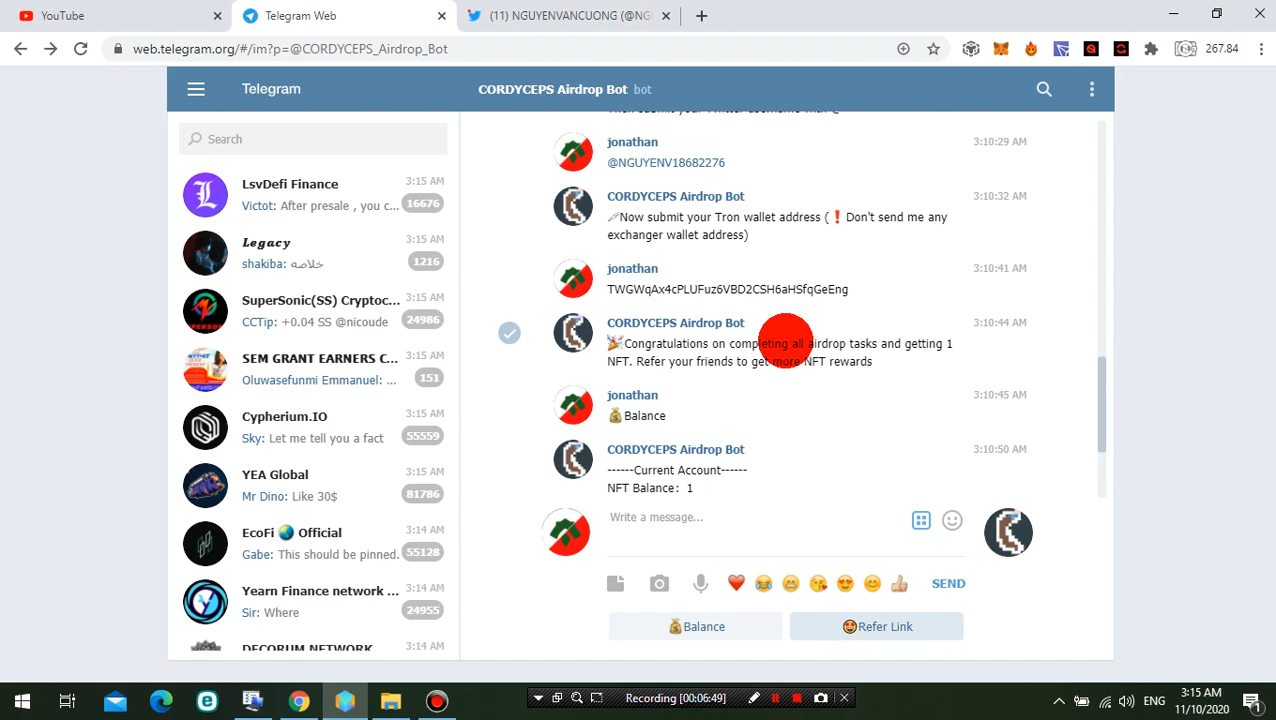 YouTube
Telegram Web
(11) NGUYENVANCUONG (@NG
web.telegram.org/#/im?p=@CORDYCEPS_Airdrop_Bot
267.84
Telegram
CORDYCEPS Airdrop Bot bot
Search
LsvDefi Finance 3:15 AM
Victot: After presale , you c... 16676
Legacy 3:15 AM
shakiba: خلاصه 1216
SuperSonic(SS) Cryptoc... 3:15 AM
CCTip: +0.04 SS @nicoude 24986
SEM GRANT EARNERS C... 3:15 AM
Oluwasefunmi Emmanuel: ... 151
Cypherium.IO 3:15 AM
Sky: Let me tell you a fact 55559
YEA Global 3:15 AM
Mr Dino: Like 30$ 81786
EcoFi 🌏 Official 3:14 AM
Gabe: This should be pinned. 55128
Yearn Finance network ... 3:14 AM
Sir: Where 24955
DECORUM NETWORK 3:14 AM
jonathan 3:10:29 AM
@NGUYENV18682276
CORDYCEPS Airdrop Bot 3:10:32 AM
🖊Now submit your Tron wallet address (❗Don't send me any
exchanger wallet address)
jonathan 3:10:41 AM
TWGWqAx4cPLUFuz6VBD2CSH6aHSfqGeEng
CORDYCEPS Airdrop Bot 3:10:44 AM
🎉Congratulations on completing all airdrop tasks and getting 1
NFT. Refer your friends to get more NFT rewards
jonathan 3:10:45 AM
💰Balance
CORDYCEPS Airdrop Bot 3:10:50 AM
------Current Account------
NFT Balance: 1
Write a message...
SEND
💰Balance
🤩Refer Link
Recording [00:06:49]
ENG
3:15 AM
11/10/2020